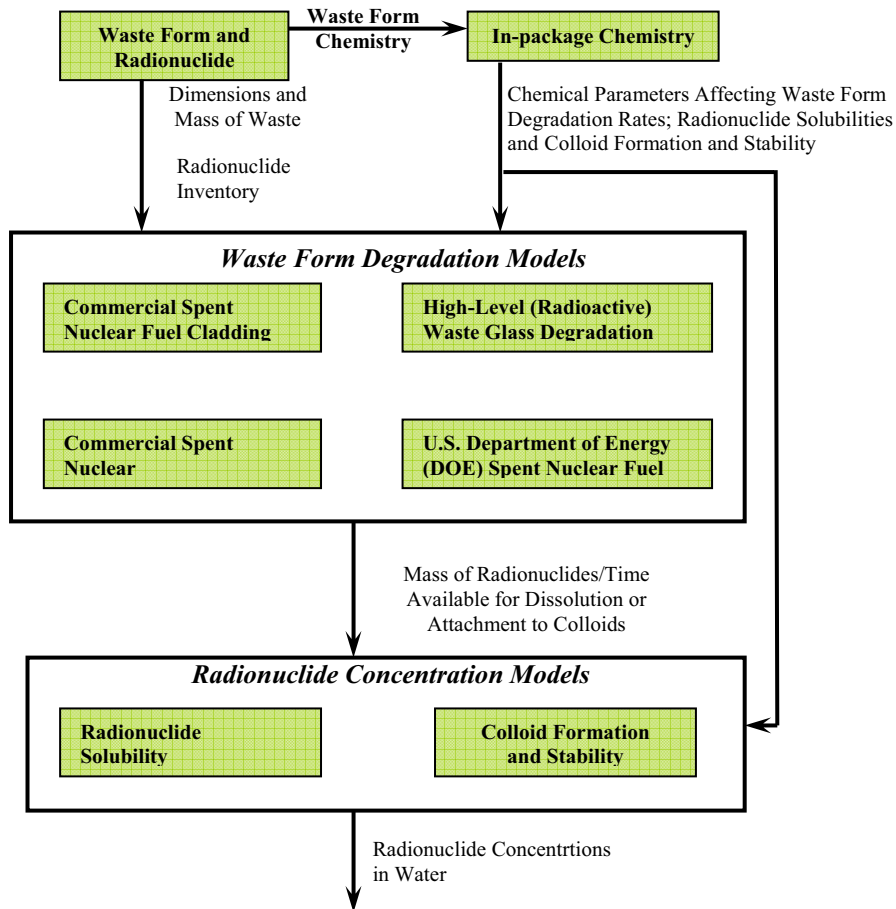 Waste Form and
Radionuclide
Waste Form
Chemistry
In-package Chemistry
Dimensions and
Mass of Waste
Radionuclide
Inventory
Chemical Parameters Affecting Waste Form
Degradation Rates; Radionuclide Solubilities
and Colloid Formation and Stability
Waste Form Degradation Models
Commercial Spent
Nuclear Fuel Cladding
High-Level (Radioactive)
Waste Glass Degradation
Commercial Spent
Nuclear
U.S. Department of Energy
(DOE) Spent Nuclear Fuel
Mass of Radionuclides/Time
Available for Dissolution or
Attachment to Colloids
Radionuclide Concentration Models
Radionuclide
Solubility
Colloid Formation
and Stability
Radionuclide Concentrtions
in Water